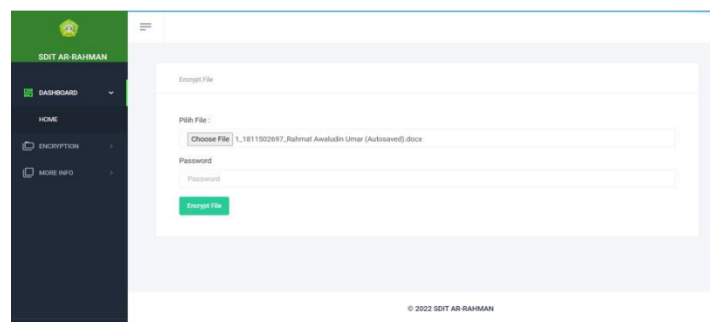 SDIT AR-RAHMAN
DASHBOARD
HOME
ENCRYPTION
MORE INFO
Encrypt File
Pilih File :
Choose File 1_1811502697_Rahmat Awaludin Umar (Autosaved).docx
Password
Password
Encrypt File
© 2022 SDIT AR-RAHMAN